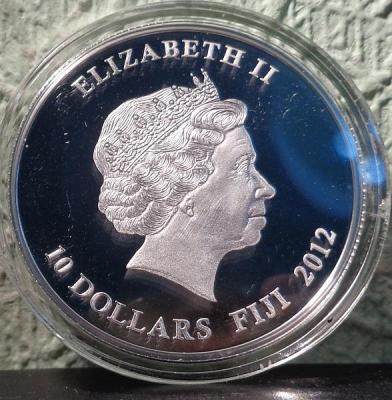 ELIZABETH II
10 DOLLARS FIJI 2012